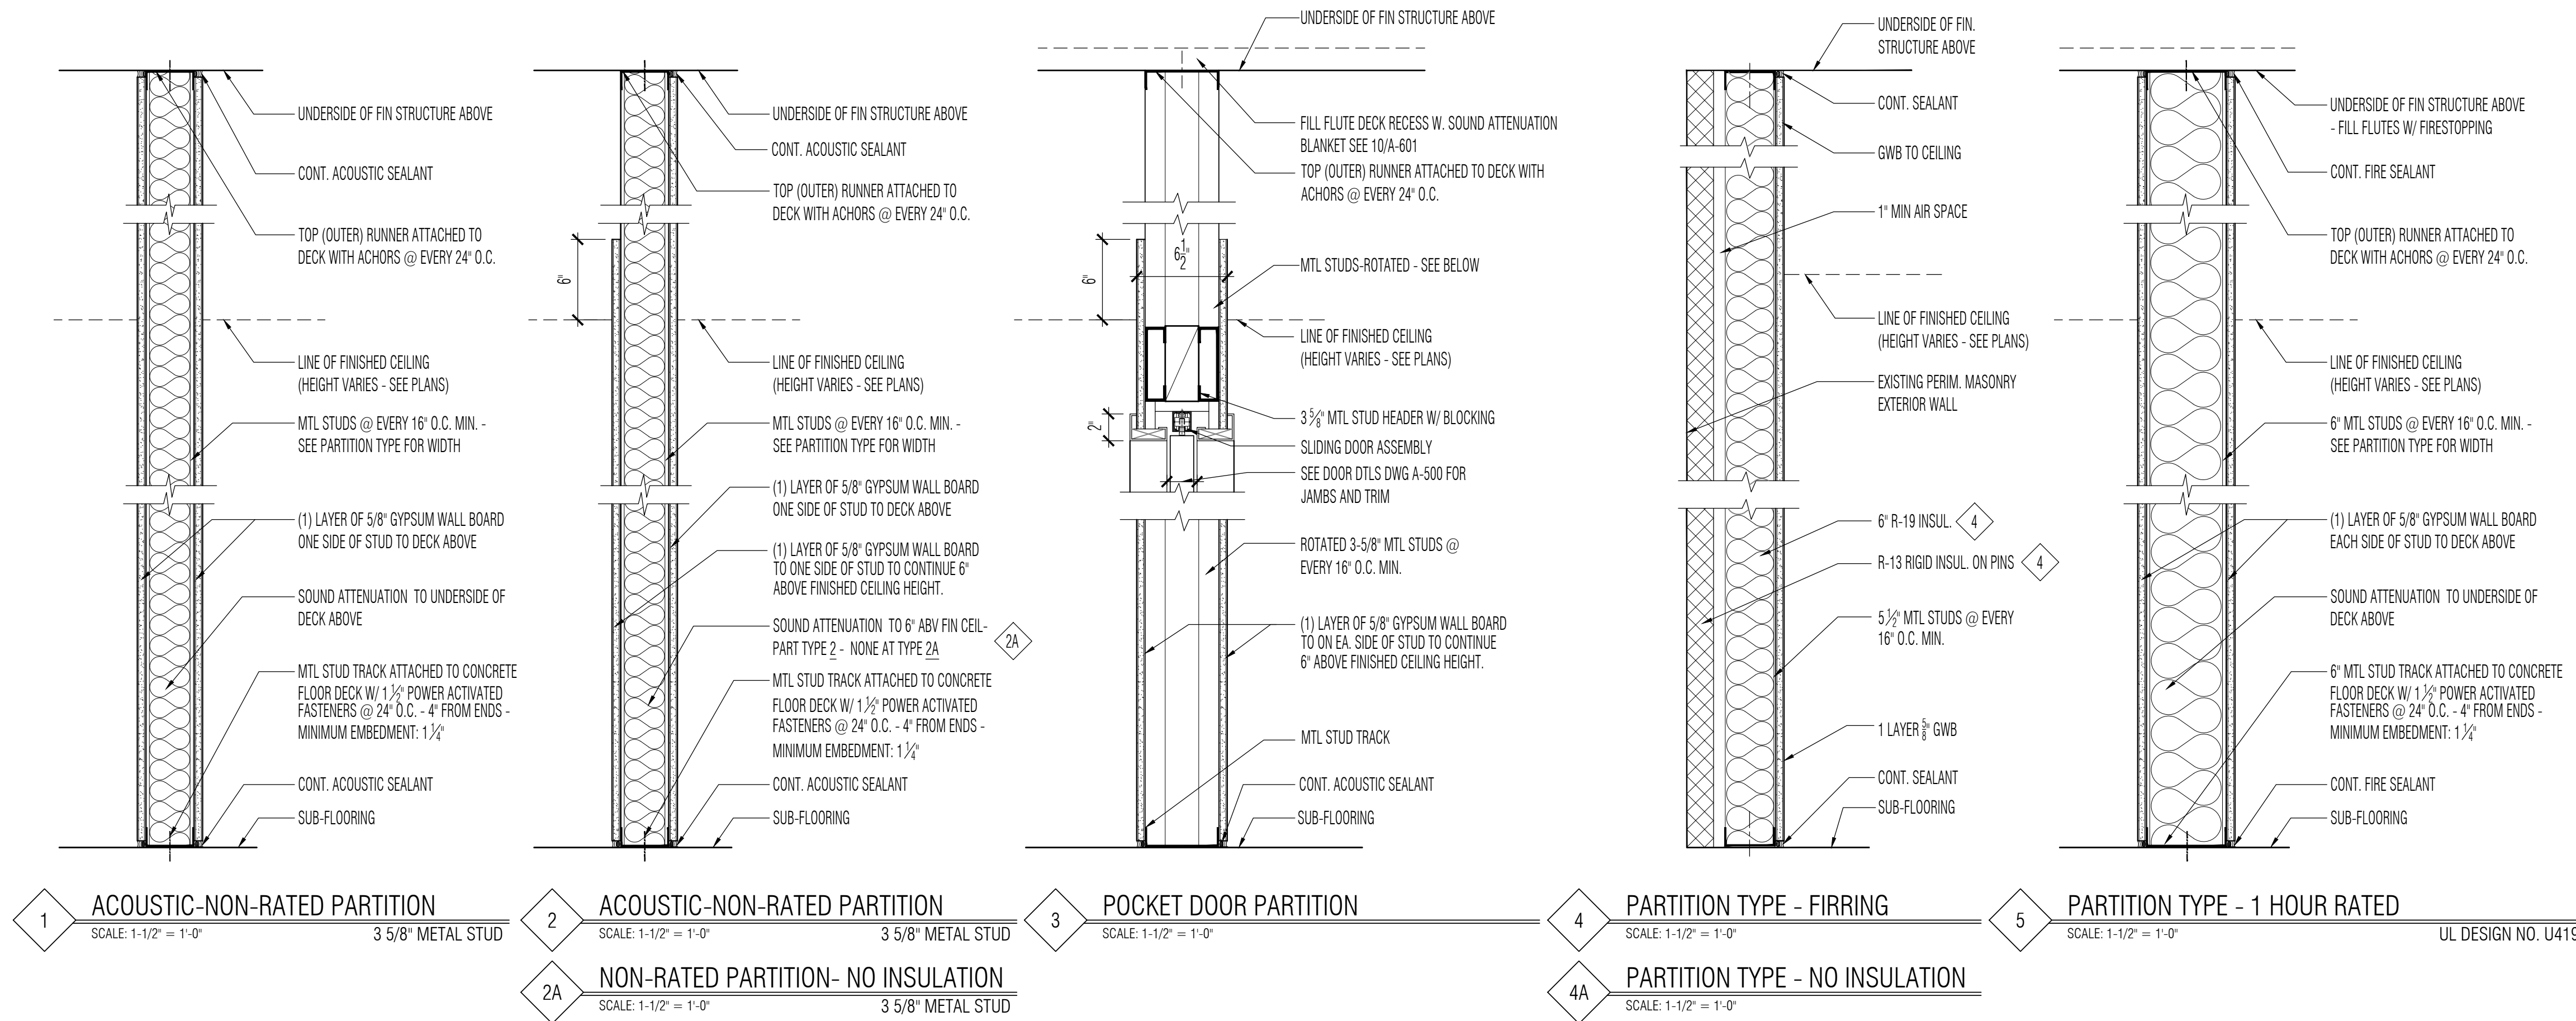 UNDERSIDE OF FIN STRUCTURE ABOVE
CONT. ACOUSTIC SEALANT
TOP (OUTER) RUNNER ATTACHED TO
DECK WITH ACHORS @ EVERY 24" O.C.
LINE OF FINISHED CEILING
(HEIGHT VARIES - SEE PLANS)
MTL STUDS @ EVERY 16" O.C. MIN. -
SEE PARTITION TYPE FOR WIDTH
(1) LAYER OF 5/8" GYPSUM WALL BOARD
ONE SIDE OF STUD TO DECK ABOVE
SOUND ATTENUATION TO UNDERSIDE OF
DECK ABOVE
MTL STUD TRACK ATTACHED TO CONCRETE
FLOOR DECK W/ 1 1/2" POWER ACTIVATED
FASTENERS @ 24" O.C. - 4" FROM ENDS -
MINIMUM EMBEDMENT: 1 1/4"
CONT. ACOUSTIC SEALANT
SUB-FLOORING
1
ACOUSTIC-NON-RATED PARTITION
SCALE: 1-1/2" = 1'-0"
3 5/8" METAL STUD
6"
UNDERSIDE OF FIN STRUCTURE ABOVE
CONT. ACOUSTIC SEALANT
TOP (OUTER) RUNNER ATTACHED TO
DECK WITH ACHORS @ EVERY 24" O.C.
LINE OF FINISHED CEILING
(HEIGHT VARIES - SEE PLANS)
MTL STUDS @ EVERY 16" O.C. MIN. -
SEE PARTITION TYPE FOR WIDTH
(1) LAYER OF 5/8" GYPSUM WALL BOARD
ONE SIDE OF STUD TO DECK ABOVE
(1) LAYER OF 5/8" GYPSUM WALL BOARD
TO ONE SIDE OF STUD TO CONTINUE 6"
ABOVE FINISHED CEILING HEIGHT.
SOUND ATTENUATION TO 6" ABV FIN CEIL-
PART TYPE 2 - NONE AT TYPE 2A
2A
MTL STUD TRACK ATTACHED TO CONCRETE
FLOOR DECK W/ 1 1/2" POWER ACTIVATED
FASTENERS @ 24" O.C. - 4" FROM ENDS -
MINIMUM EMBEDMENT: 1 1/4"
CONT. ACOUSTIC SEALANT
SUB-FLOORING
2
ACOUSTIC-NON-RATED PARTITION
SCALE: 1-1/2" = 1'-0"
3 5/8" METAL STUD
2A
NON-RATED PARTITION- NO INSULATION
SCALE: 1-1/2" = 1'-0"
3 5/8" METAL STUD
UNDERSIDE OF FIN STRUCTURE ABOVE
FILL FLUTE DECK RECESS W. SOUND ATTENUATION
BLANKET SEE 10/A-601
TOP (OUTER) RUNNER ATTACHED TO DECK WITH
ACHORS @ EVERY 24" O.C.
6"
6 1/2"
MTL STUDS-ROTATED - SEE BELOW
LINE OF FINISHED CEILING
(HEIGHT VARIES - SEE PLANS)
2"
3 5/8" MTL STUD HEADER W/ BLOCKING
SLIDING DOOR ASSEMBLY
SEE DOOR DTLS DWG A-500 FOR
JAMBS AND TRIM
ROTATED 3-5/8" MTL STUDS @
EVERY 16" O.C. MIN.
(1) LAYER OF 5/8" GYPSUM WALL BOARD
TO ON EA. SIDE OF STUD TO CONTINUE
6" ABOVE FINISHED CEILING HEIGHT.
MTL STUD TRACK
CONT. ACOUSTIC SEALANT
SUB-FLOORING
3
POCKET DOOR PARTITION
SCALE: 1-1/2" = 1'-0"
UNDERSIDE OF FIN.
STRUCTURE ABOVE
CONT. SEALANT
GWB TO CEILING
1" MIN AIR SPACE
LINE OF FINISHED CEILING
(HEIGHT VARIES - SEE PLANS)
EXISTING PERIM. MASONRY
EXTERIOR WALL
6" R-19 INSUL. 4
R-13 RIGID INSUL. ON PINS 4
5 1/2" MTL STUDS @ EVERY
16" O.C. MIN.
1 LAYER 5/8" GWB
CONT. SEALANT
SUB-FLOORING
4
PARTITION TYPE - FIRRING
SCALE: 1-1/2" = 1'-0"
4A
PARTITION TYPE - NO INSULATION
SCALE: 1-1/2" = 1'-0"
UNDERSIDE OF FIN STRUCTURE ABOVE
- FILL FLUTES W/ FIRESTOPPING
CONT. FIRE SEALANT
TOP (OUTER) RUNNER ATTACHED TO
DECK WITH ACHORS @ EVERY 24" O.C.
LINE OF FINISHED CEILING
(HEIGHT VARIES - SEE PLANS)
6" MTL STUDS @ EVERY 16" O.C. MIN. -
SEE PARTITION TYPE FOR WIDTH
(1) LAYER OF 5/8" GYPSUM WALL BOARD
EACH SIDE OF STUD TO DECK ABOVE
SOUND ATTENUATION TO UNDERSIDE OF
DECK ABOVE
6" MTL STUD TRACK ATTACHED TO CONCRETE
FLOOR DECK W/ 1 1/2" POWER ACTIVATED
FASTENERS @ 24" O.C. - 4" FROM ENDS -
MINIMUM EMBEDMENT: 1 1/4"
CONT. FIRE SEALANT
SUB-FLOORING
5
PARTITION TYPE - 1 HOUR RATED
SCALE: 1-1/2" = 1'-0"
UL DESIGN NO. U419